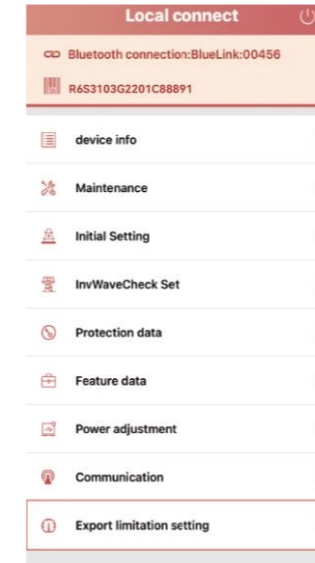 Local connect
Bluetooth connection:BlueLink:00456
R6S3103G2201C88891
device info
Maintenance
Initial Setting
InvWaveCheck Set
Protection data
Feature data
Power adjustment
Communication
Export limitation setting